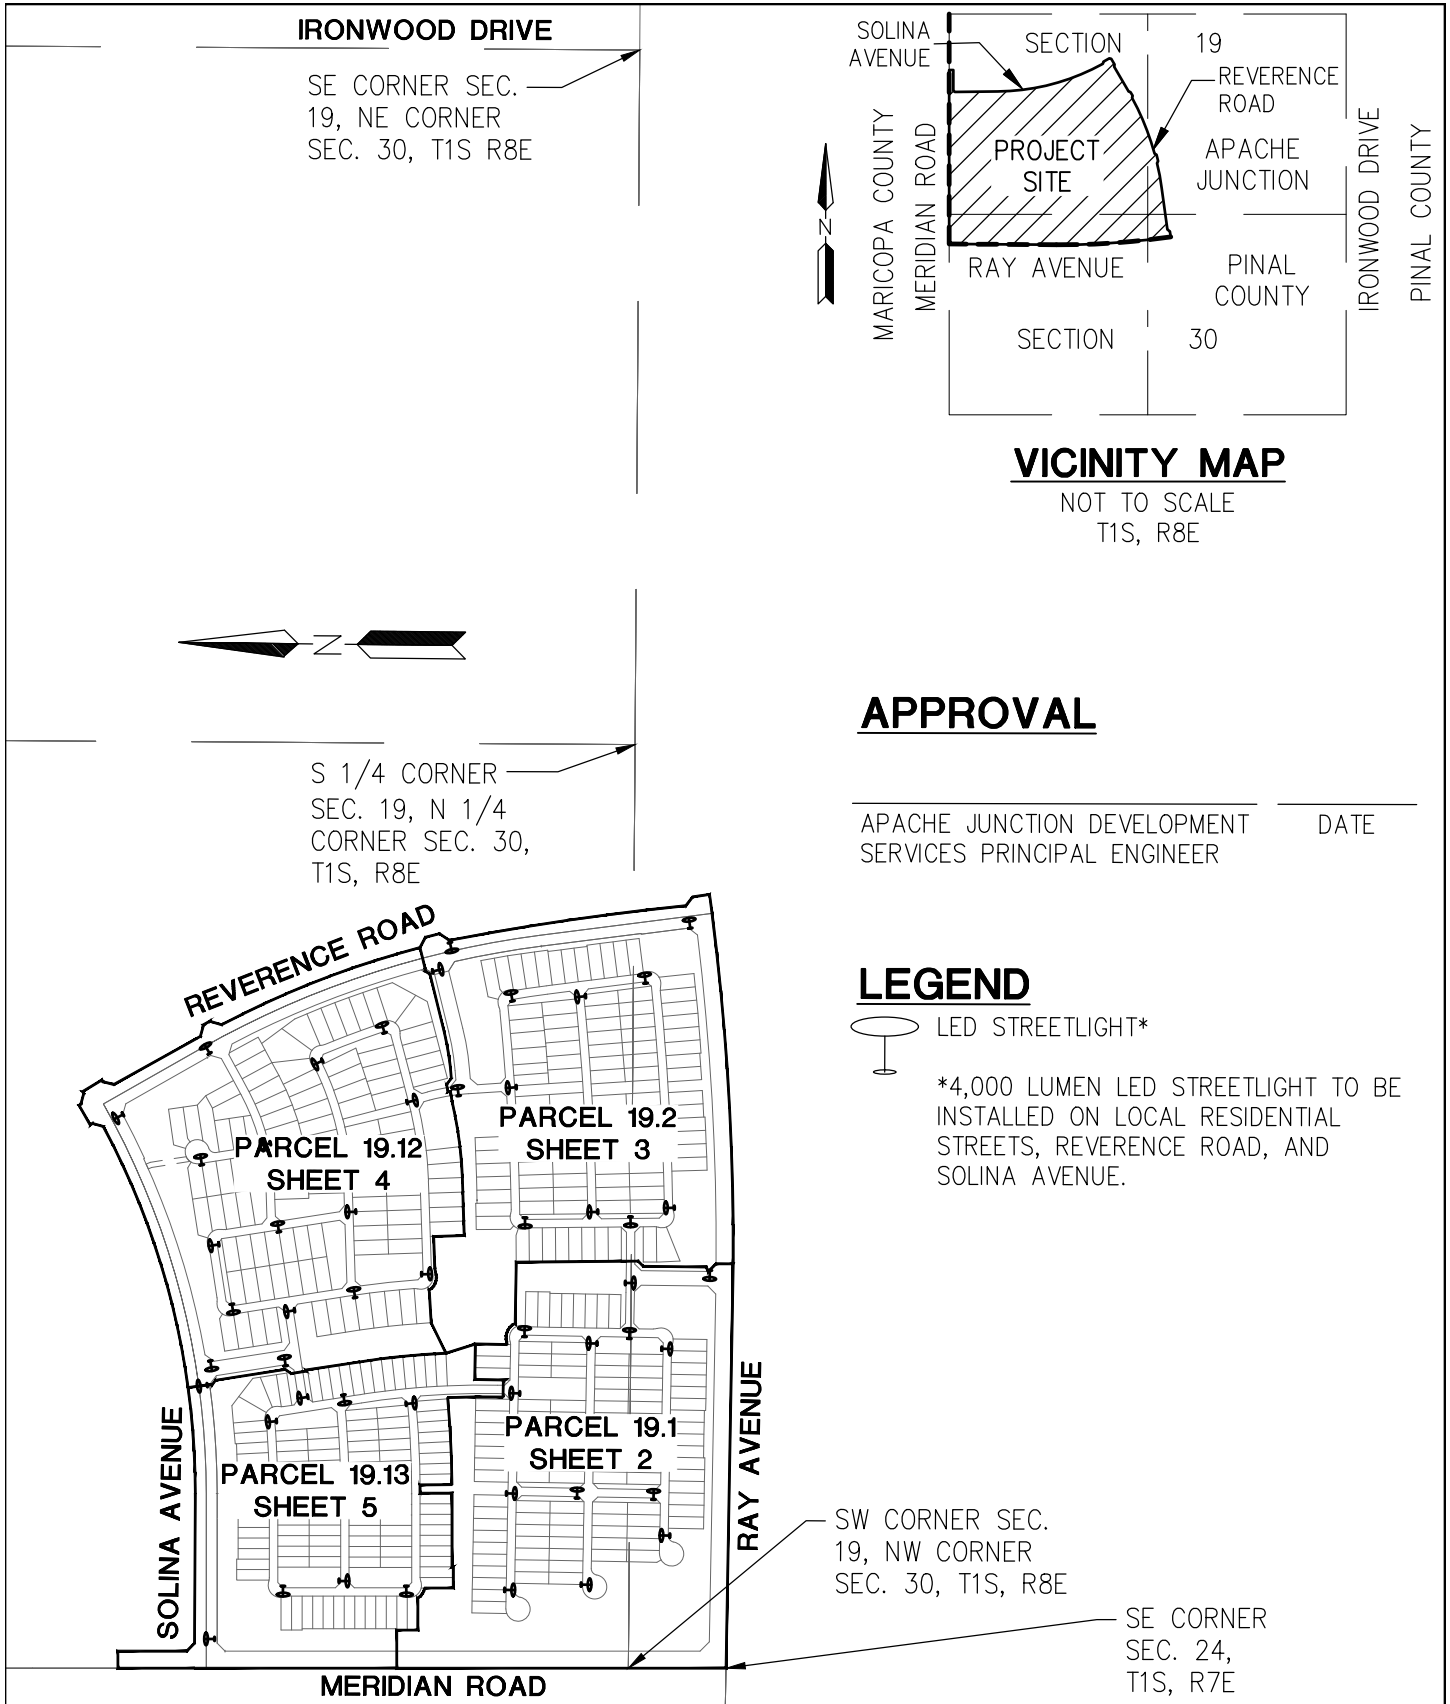 IRONWOOD DRIVE
SE CORNER SEC.
19, NE CORNER
SEC. 30, T1S R8E
SOLINA
AVENUE
SECTION 19
REVERENCE
ROAD
MARICOPA COUNTY
MERIDIAN ROAD
PROJECT
SITE
APACHE
JUNCTION
IRONWOOD DRIVE
PINAL COUNTY
N
RAY AVENUE
PINAL
COUNTY
SECTION 30
VICINITY MAP
NOT TO SCALE
T1S, R8E
N
S 1/4 CORNER
SEC. 19, N 1/4
CORNER SEC. 30,
T1S, R8E
APPROVAL
APACHE JUNCTION DEVELOPMENT
SERVICES PRINCIPAL ENGINEER
DATE
LEGEND
LED STREETLIGHT*
*4,000 LUMEN LED STREETLIGHT TO BE
INSTALLED ON LOCAL RESIDENTIAL
STREETS, REVERENCE ROAD, AND
SOLINA AVENUE.
REVERENCE ROAD
PARCEL 19.2
SHEET 3
PARCEL 19.12
SHEET 4
PARCEL 19.1
SHEET 2
PARCEL 19.13
SHEET 5
SOLINA AVENUE
RAY AVENUE
SW CORNER SEC.
19, NW CORNER
SEC. 30, T1S, R8E
SE CORNER
SEC. 24,
T1S, R7E
MERIDIAN ROAD